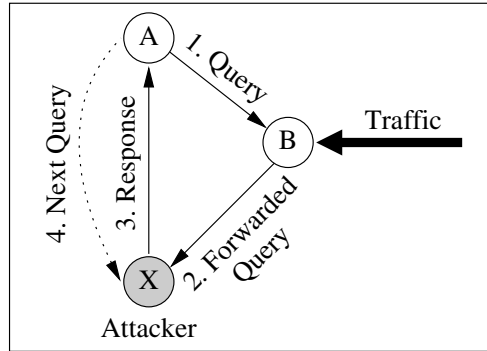 A
1. Query
B
Traffic
2. Forwarded
Query
3. Response
4. Next Query
X
Attacker